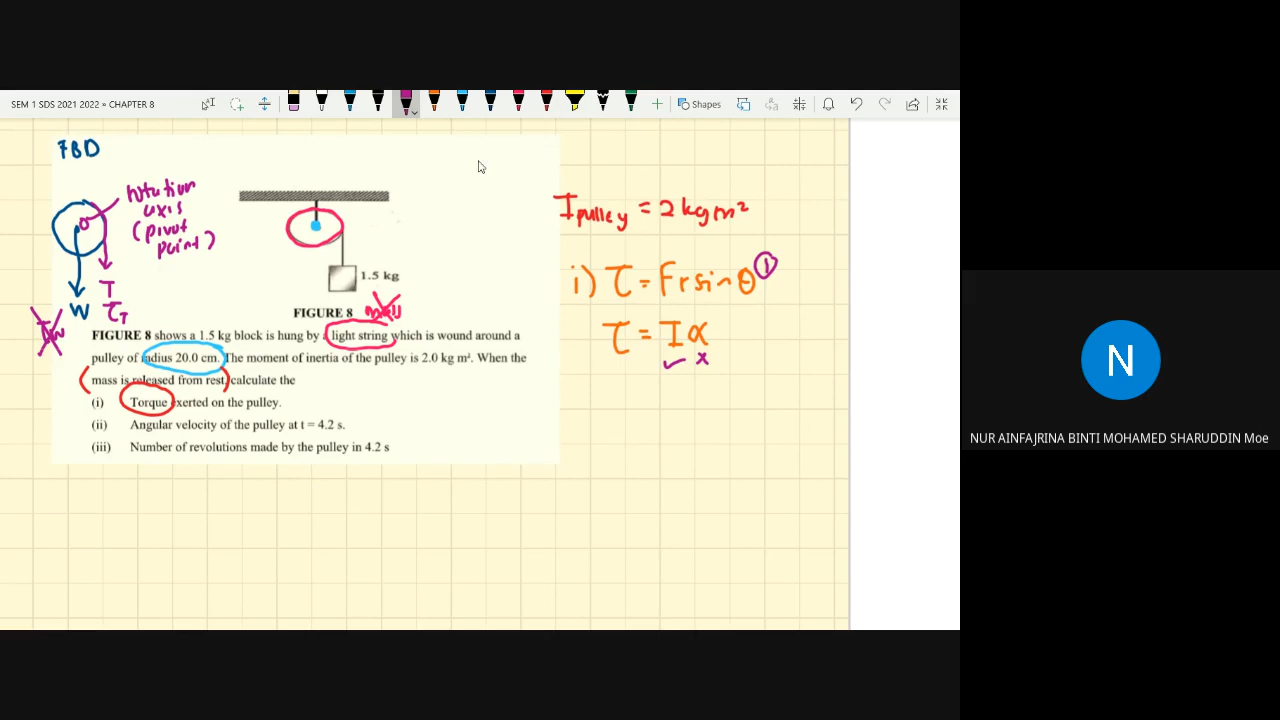 SEM 1 SDS 2021 2022 » CHAPTER 8
Shapes
FBD
rotation
axis
(pivot
point)
T
W
τT
1.5 kg
FIGURE 8
FIGURE 8 shows a 1.5 kg block is hung by a light string which is wound around a
pulley of radius 20.0 cm. The moment of inertia of the pulley is 2.0 kg m². When the
mass is released from rest, calculate the
(i) Torque exerted on the pulley.
(ii) Angular velocity of the pulley at t = 4.2 s.
(iii) Number of revolutions made by the pulley in 4.2 s
I pulley = 2 kg m²
i) τ = Fr sin θ ①
τ = Iα
✓ x
N
NUR AINFAJRINA BINTI MOHAMED SHARUDDIN Moe